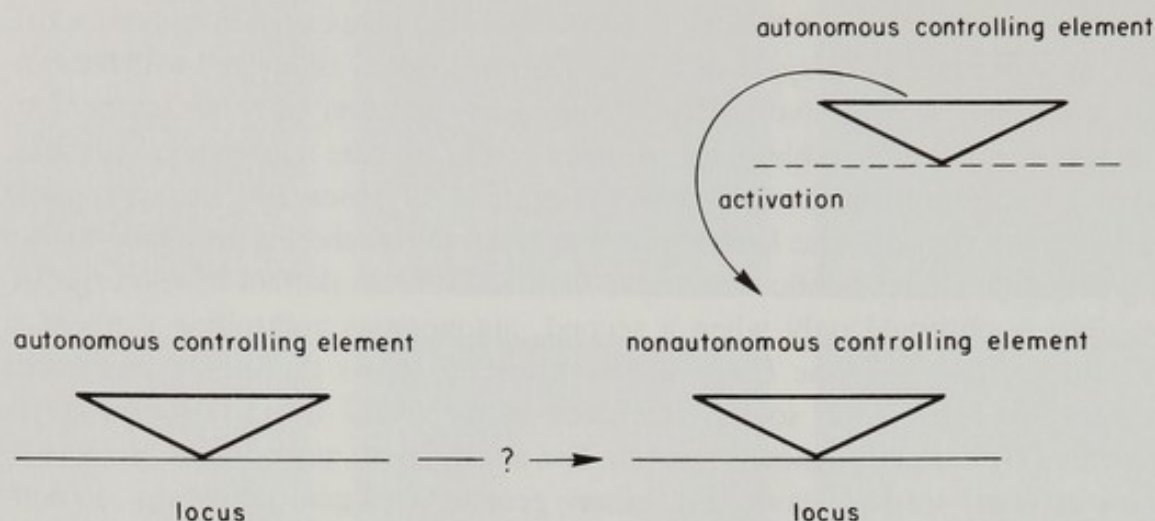 autonomous controlling element
activation
autonomous controlling element
nonautonomous controlling element
?
locus
locus